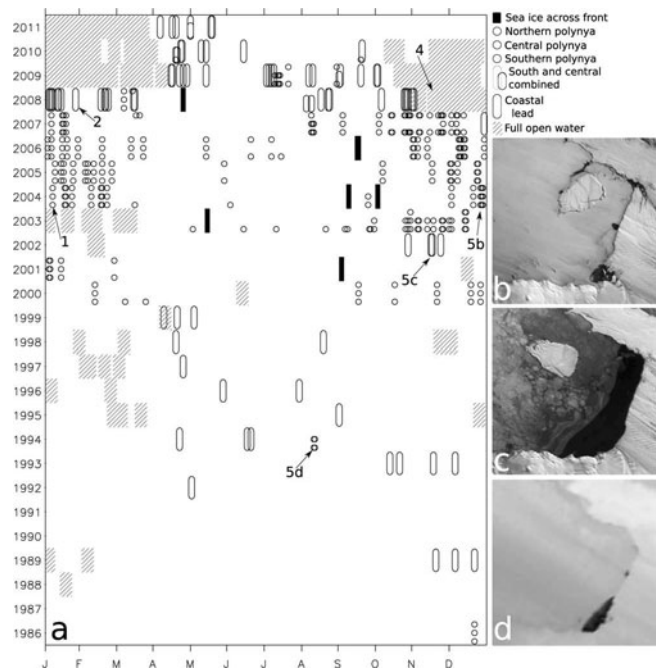 J F M A M J J A S O N D
2011
2010
2009
2008
2007
2006
2005
2004
2003
2002
2001
2000
1999
1998
1997
1996
1995
1994
1993
1992
1989
1988
1987
1986
2
4
1
5b
5c
5d
a
Sea ice across front
Northern polynya
Central polynya
Southern polynya
South and central
combined
Coastal
lead
Full open water
b
c
d